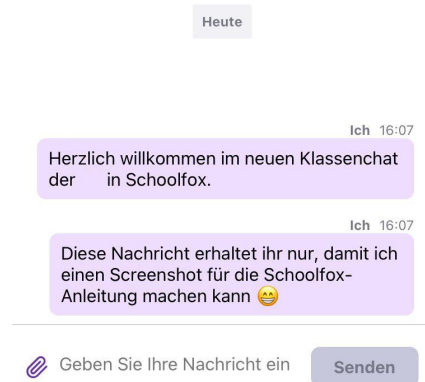 Heute
Ich 16:07
Herzlich willkommen im neuen Klassenchat
der in Schoolfox.
Ich 16:07
Diese Nachricht erhaltet ihr nur, damit ich
einen Screenshot für die Schoolfox-
Anleitung machen kann 😁
Geben Sie Ihre Nachricht ein
Senden